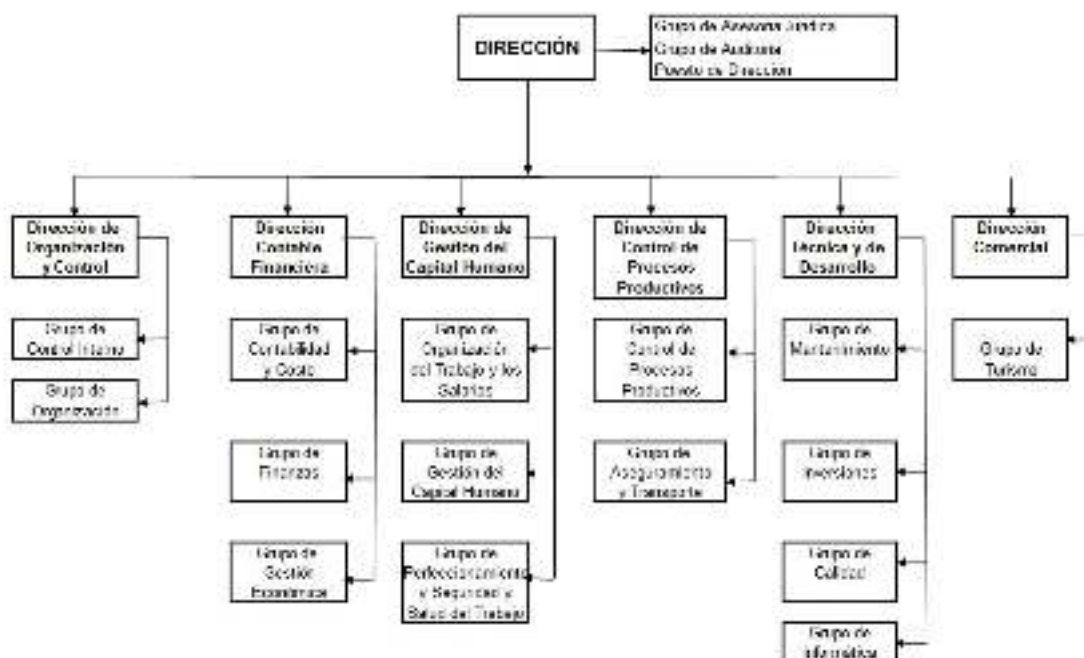 DIRECCIÓN
Grupo de Asesoría Jurídica
Grupo de Auditoría
Puesto de Dirección
Dirección de
Organización
y Control
Grupo de
Control Interno
Grupo de
Organización
Dirección
Contable
Financiera
Grupo de
Contabilidad
y Costo
Grupo de
Finanzas
Grupo de
Gestión
Económica
Dirección de
Gestión del
Capital Humano
Grupo de
Organización
del Trabajo y los
Salarios
Grupo de
Gestión del
Capital Humano
Grupo de
Perfeccionamiento
y Seguridad y
Salud del Trabajo
Dirección de
Control de
Procesos
Productivos
Grupo de
Control de
Procesos
Productivos
Grupo de
Aseguramiento
y Transporte
Dirección
Técnica y de
Desarrollo
Grupo de
Mantenimiento
Grupo de
Inversiones
Grupo de
Calidad
Grupo de
Informática
Dirección
Comercial
Grupo de
Turismo